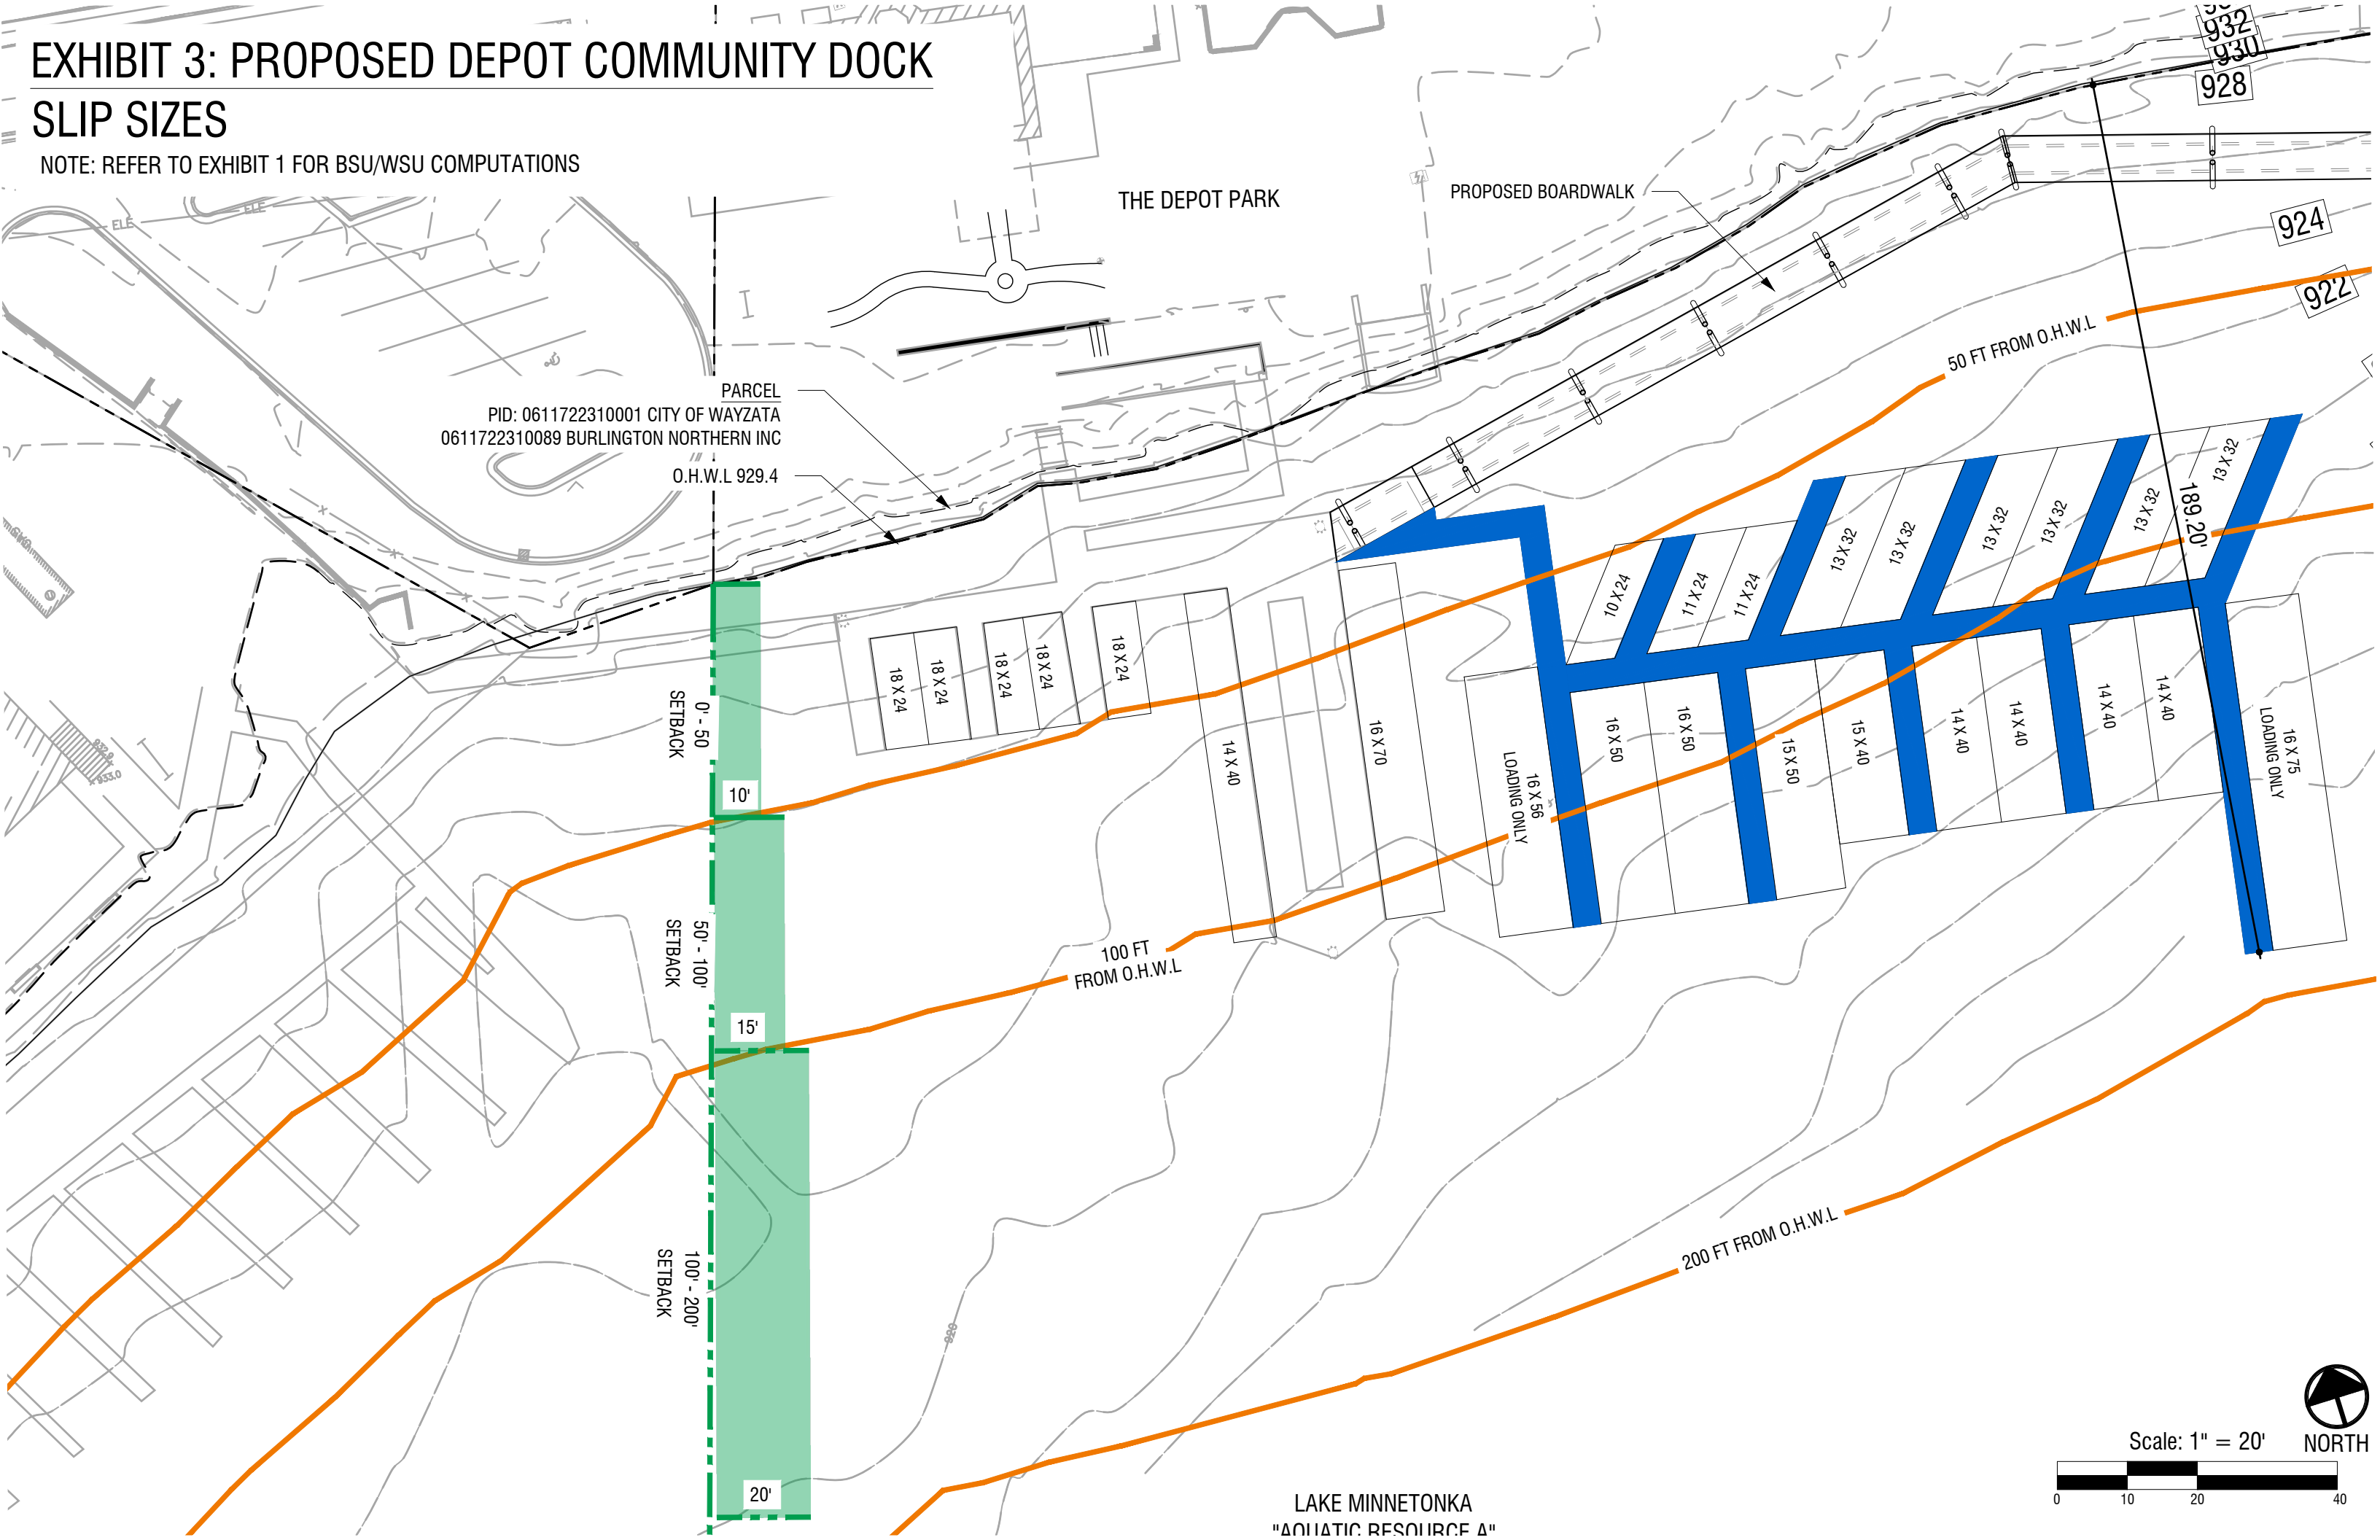 EXHIBIT 3: PROPOSED DEPOT COMMUNITY DOCK
SLIP SIZES
NOTE: REFER TO EXHIBIT 1 FOR BSU/WSU COMPUTATIONS
932
930
928
924
922
THE DEPOT PARK
PROPOSED BOARDWALK
ELE
ELE
PARCEL
PID: 0611722310001 CITY OF WAYZATA
0611722310089 BURLINGTON NORTHERN INC
O.H.W.L 929.4
50 FT FROM O.H.W.L
189.20'
10 X 24
11 X 24
11 X 24
13 X 32
13 X 32
13 X 32
13 X 32
13 X 32
13 X 32
18 X 24
18 X 24
18 X 24
18 X 24
18 X 24
14 X 40
16 X 70
16 X 56
LOADING ONLY
16 X 50
16 X 50
15 X 50
15 X 40
14 X 40
14 X 40
14 X 40
14 X 40
16 X 75
LOADING ONLY
0' - 50
SETBACK
10'
50' - 100'
SETBACK
15'
100' - 200'
SETBACK
20'
100 FT
FROM O.H.W.L
200 FT FROM O.H.W.L
933.0
920
LAKE MINNETONKA
"AQUATIC RESOURCE A"
Scale: 1" = 20'
0 10 20 40
NORTH